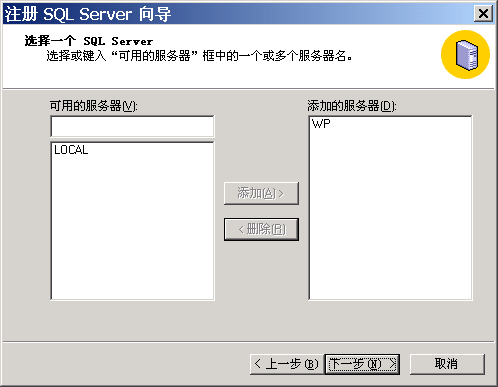 注册 SQL Server 向导
选择一个 SQL Server
选择或键入“可用的服务器”框中的一个或多个服务器名。
可用的服务器(V):
添加的服务器(D):
LOCAL
WP
添加(A) >
< 删除(R)
< 上一步(B)
下一步(N) >
取消